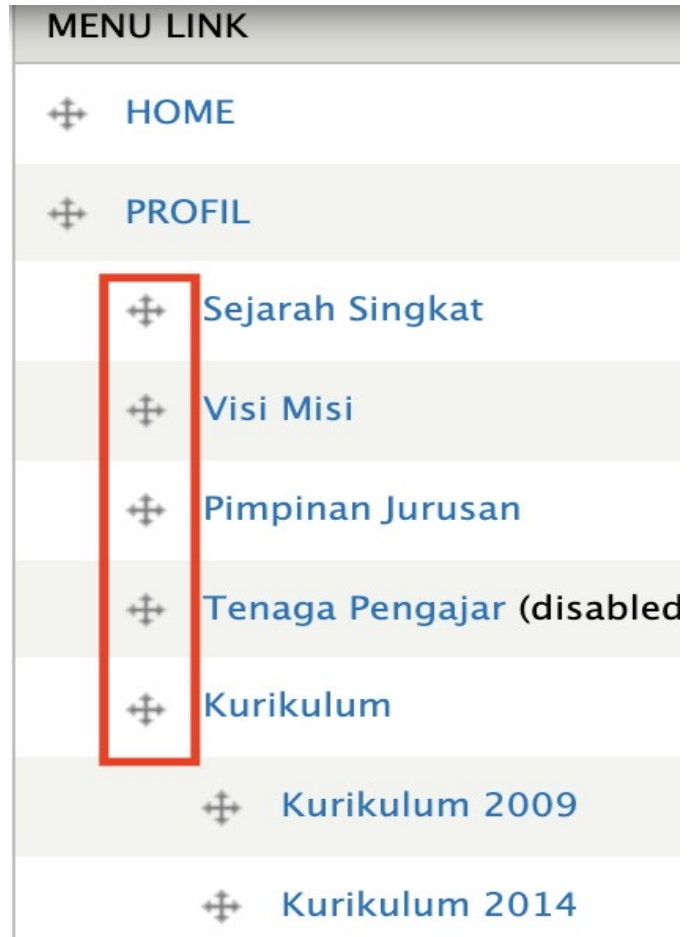 MENU LINK
HOME
PROFIL
Sejarah Singkat
Visi Misi
Pimpinan Jurusan
Tenaga Pengajar (disabled
Kurikulum
Kurikulum 2009
Kurikulum 2014